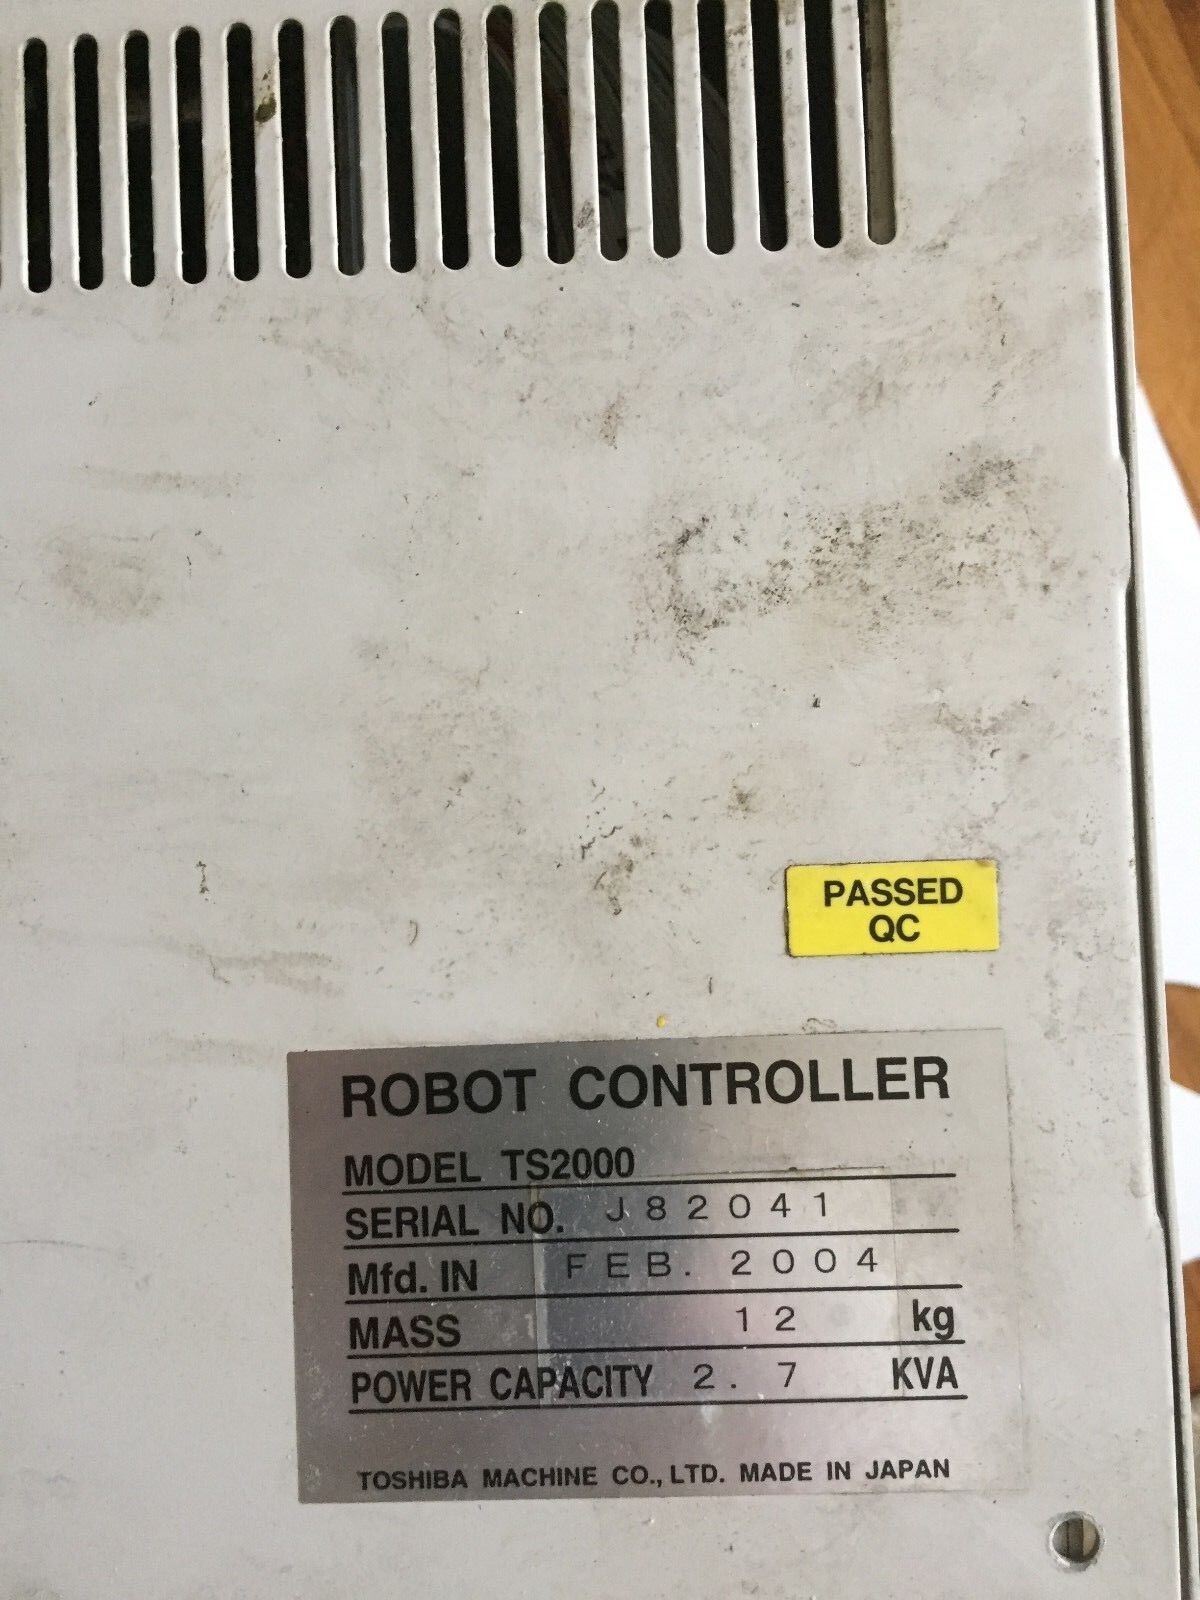 PASSED
QC
ROBOT CONTROLLER
MODEL TS2000
SERIAL NO. J82041
Mfd. IN FEB. 2004
MASS 12 kg
POWER CAPACITY 2.7 KVA
TOSHIBA MACHINE CO., LTD. MADE IN JAPAN